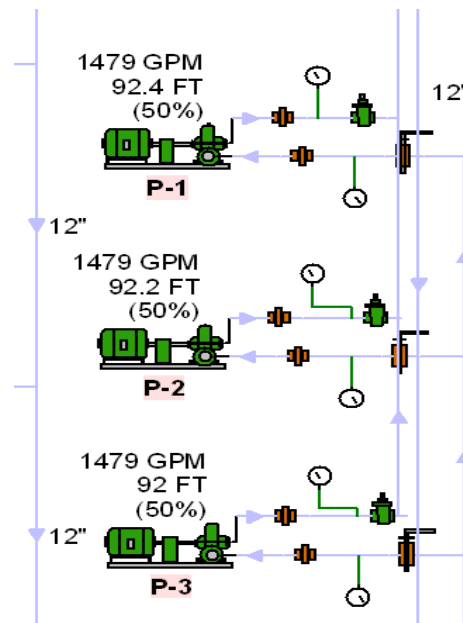 1479 GPM
92.4 FT
(50%)
12"
P-1
12"
1479 GPM
92.2 FT
(50%)
P-2
1479 GPM
92 FT
(50%)
12"
P-3